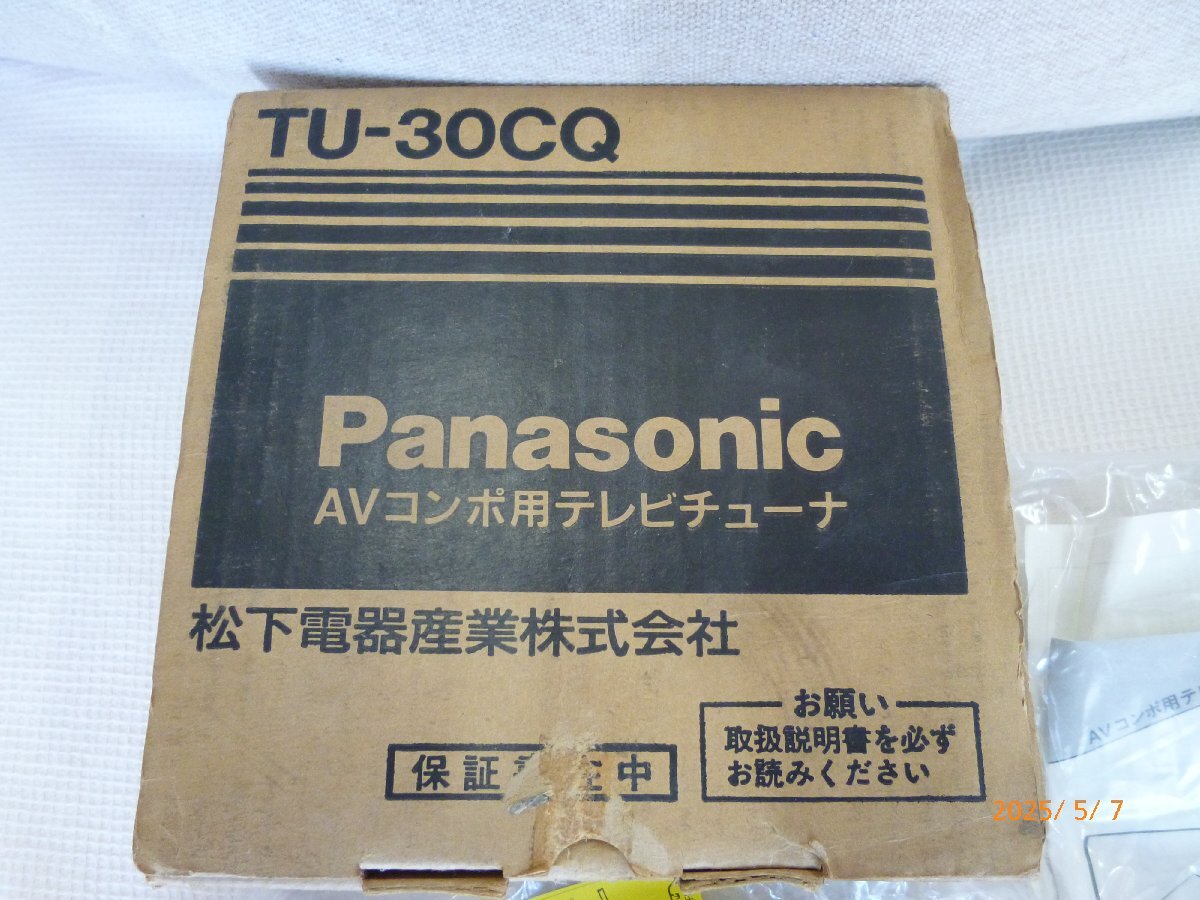 TU-30CQ
Panasonic
AVコンポ用テレビチューナ
松下電器産業株式会社
お願い
取扱説明書を必ず
お読みください
保証 在中
AVコンポ用テ
2025/ 5/ 7